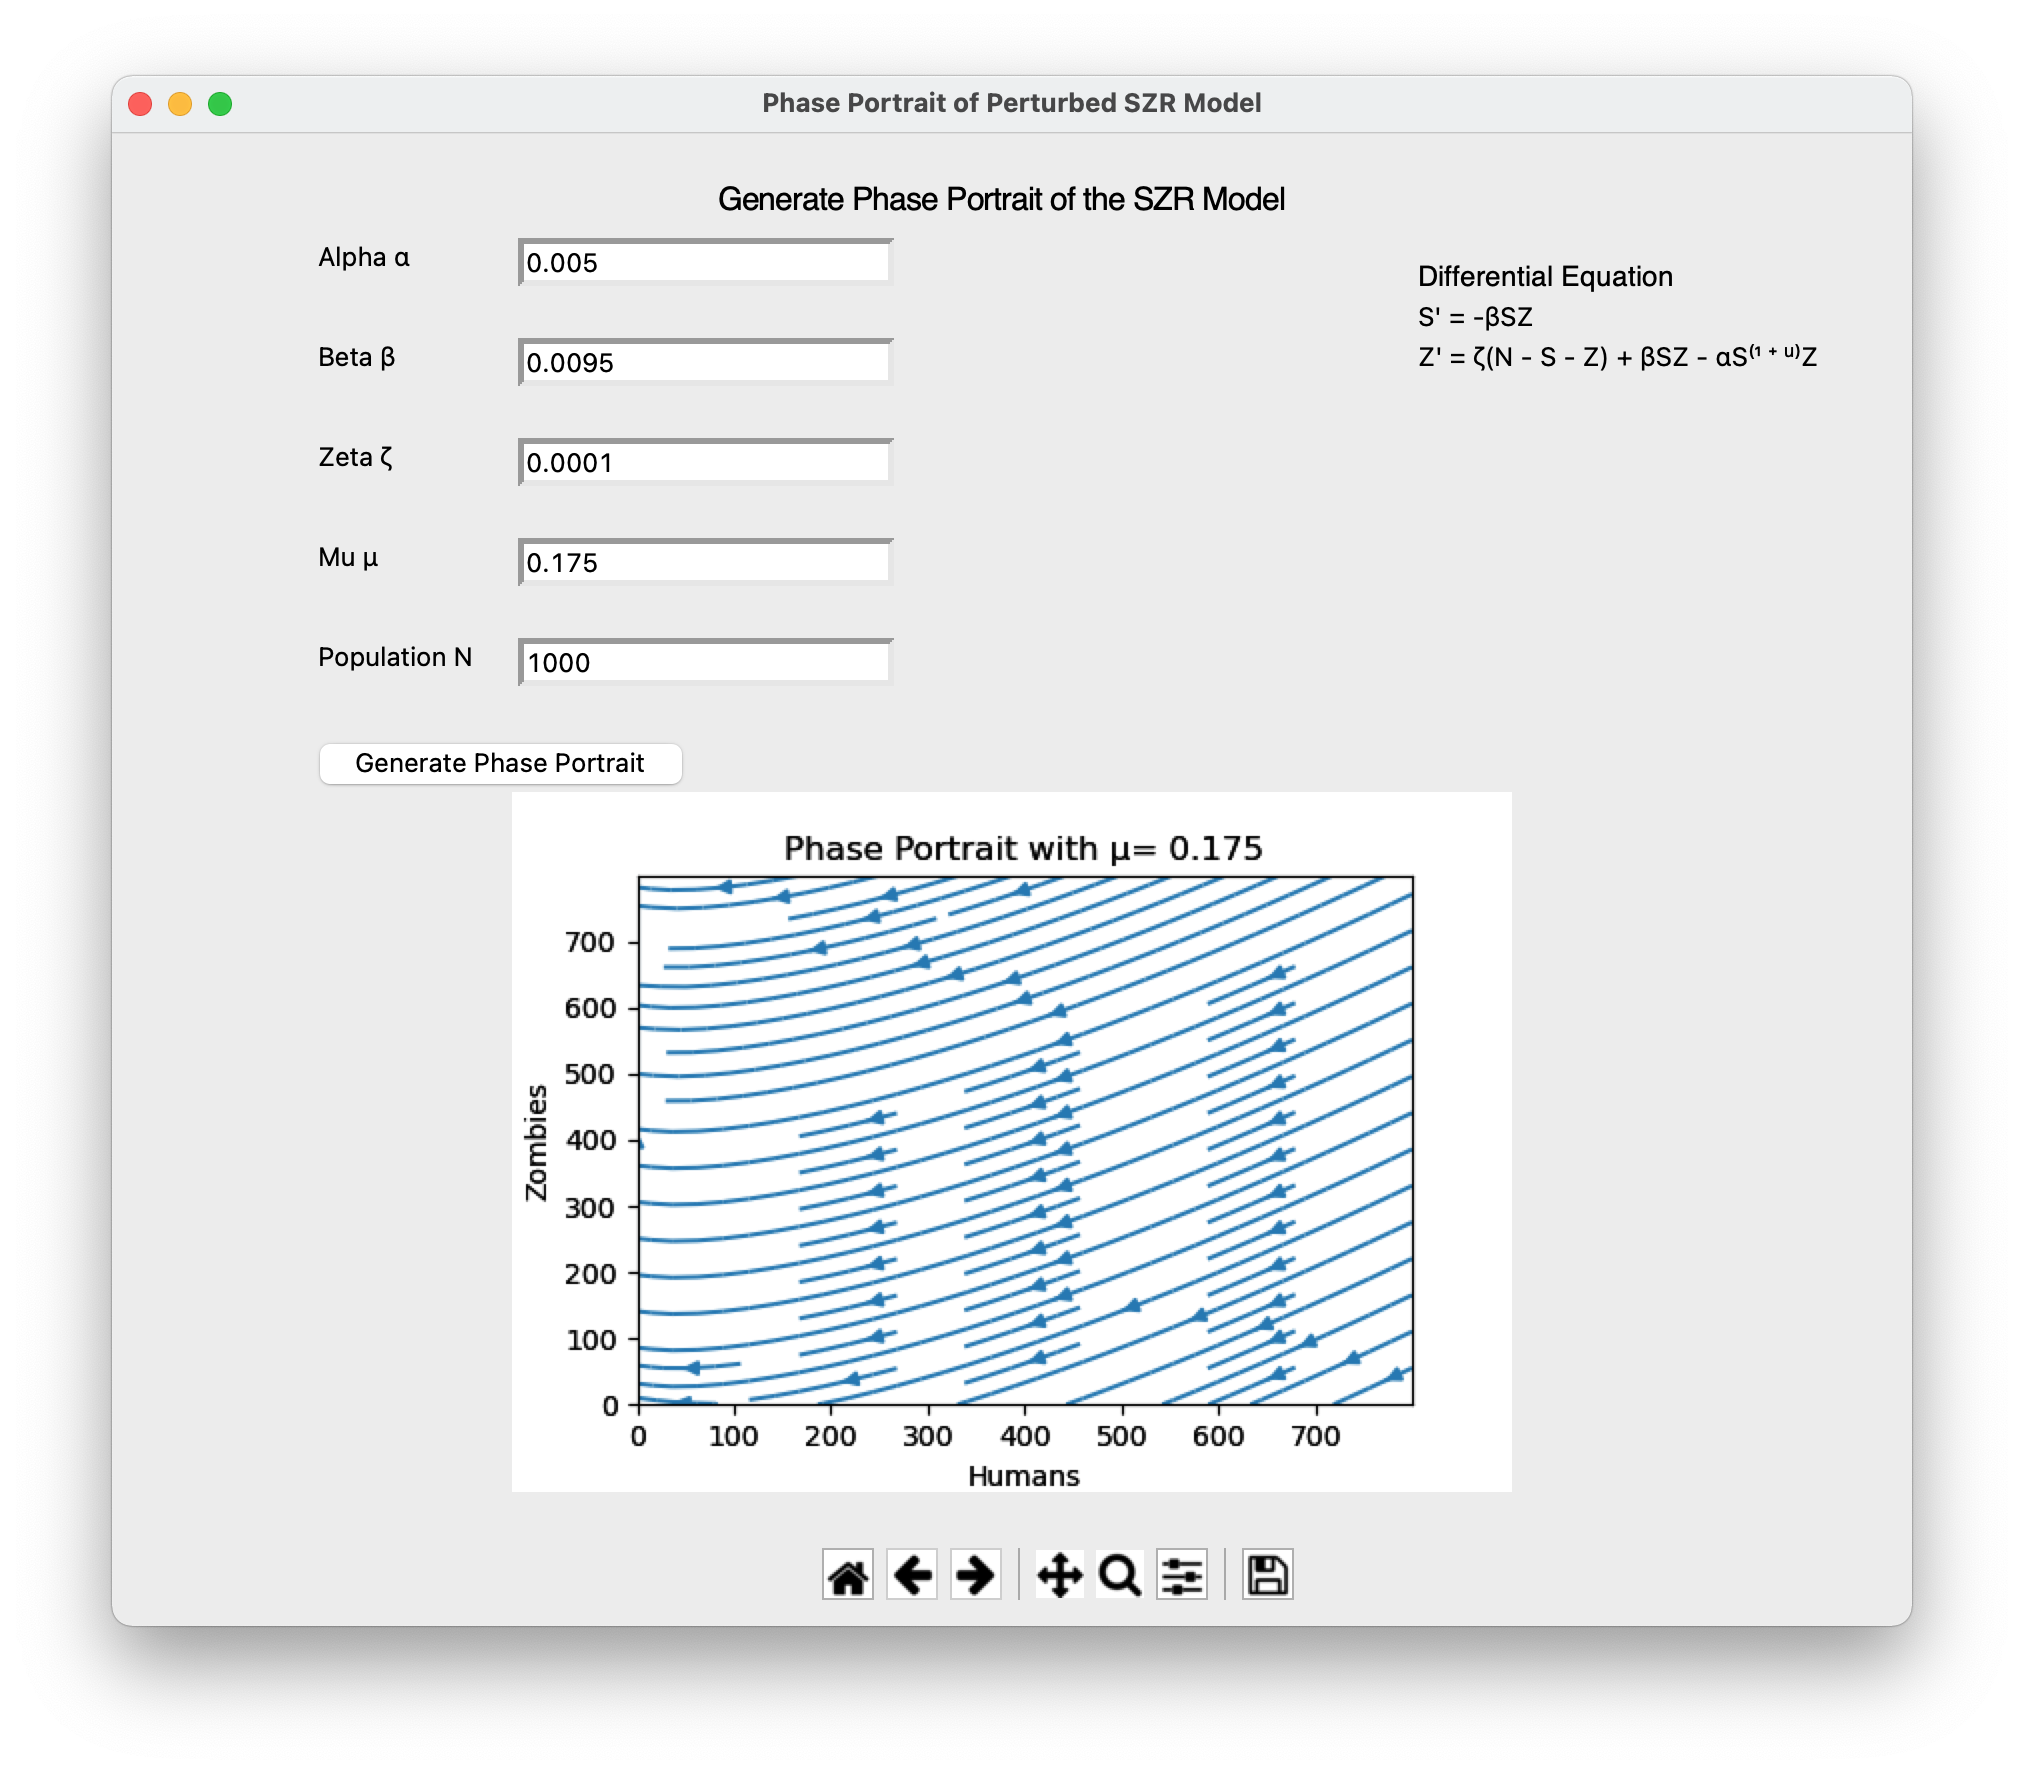 Phase Portrait of Perturbed SZR Model
Generate Phase Portrait of the SZR Model
Alpha α
0.005
Differential Equation
S' = -βSZ
Z' = ζ(N - S - Z) + βSZ - αS⁽¹ ⁺ ᵘ⁾Z
Beta β
0.0095
Zeta ζ
0.0001
Mu μ
0.175
Population N
1000
Generate Phase Portrait
Phase Portrait with μ= 0.175
700
600
500
400
300
200
100
0
Zombies
0 100 200 300 400 500 600 700
Humans